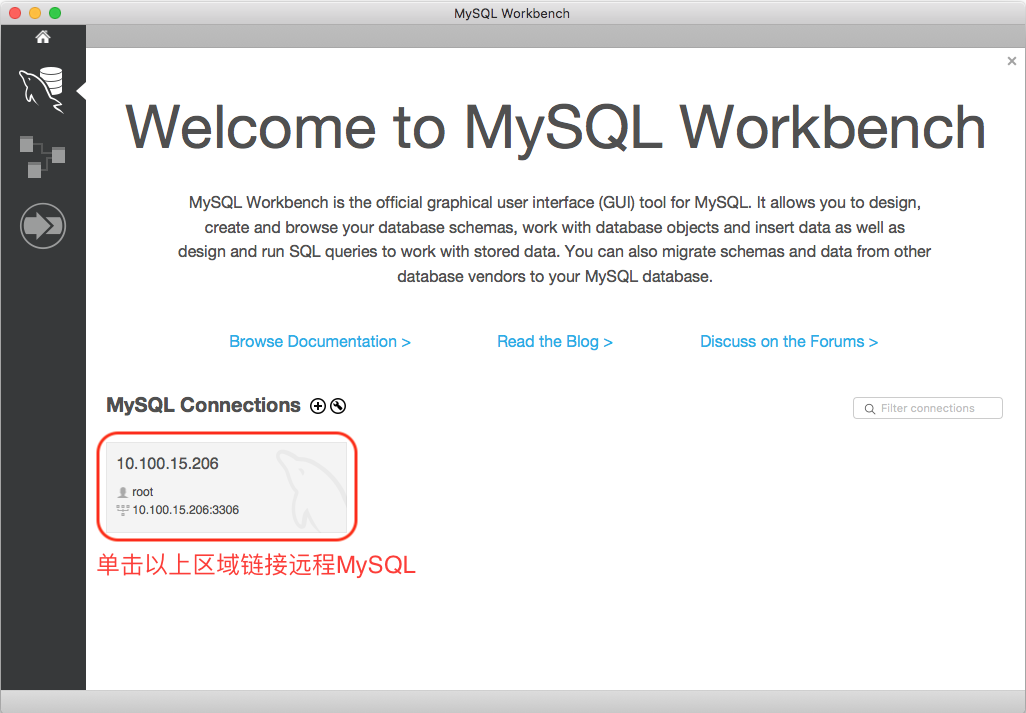 MySQL Workbench
Welcome to MySQL Workbench
MySQL Workbench is the official graphical user interface (GUI) tool for MySQL. It allows you to design,
create and browse your database schemas, work with database objects and insert data as well as
design and run SQL queries to work with stored data. You can also migrate schemas and data from other
database vendors to your MySQL database.
Browse Documentation > Read the Blog > Discuss on the Forums >
MySQL Connections
Filter connections
10.100.15.206
root
10.100.15.206:3306
单击以上区域链接远程MySQL